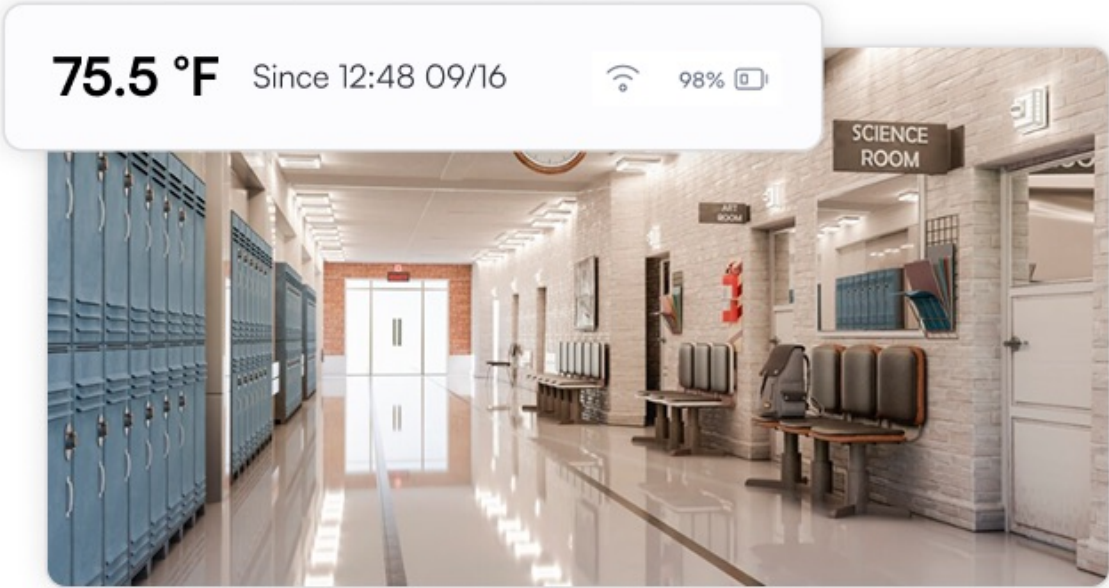 75.5 °F Since 12:48 09/16 98%
SCIENCE
ROOM
ART
ROOM